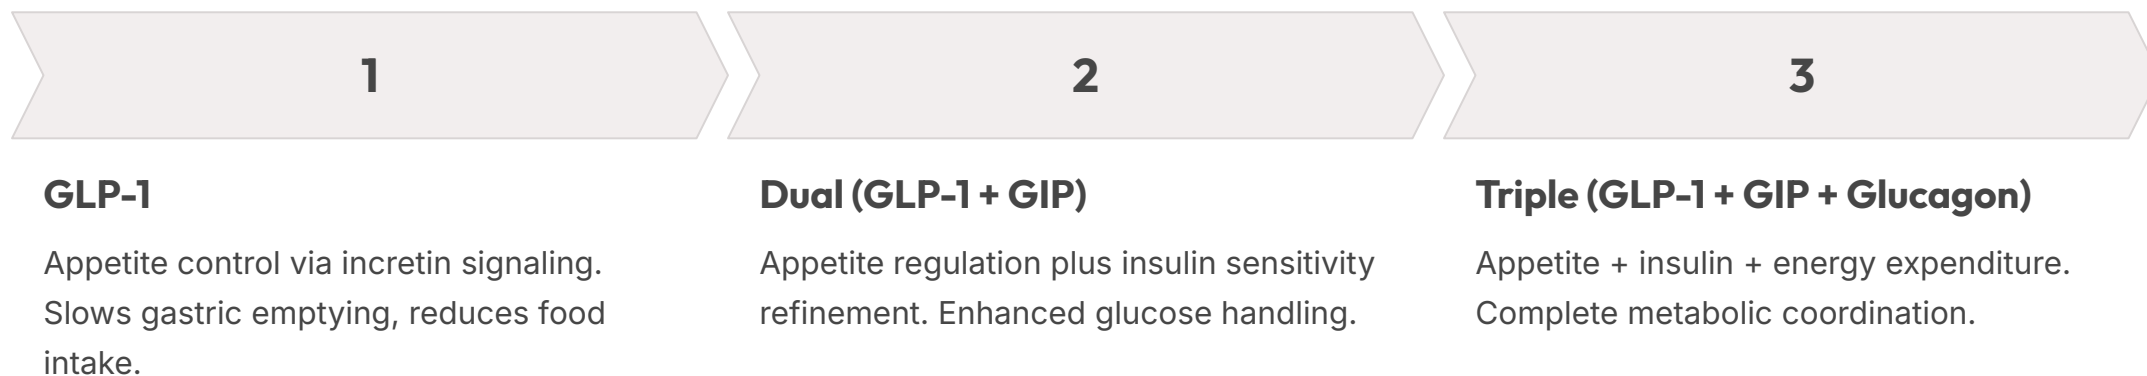 1
GLP-1
Appetite control via incretin signaling.
Slows gastric emptying, reduces food
intake.
2
Dual (GLP-1 + GIP)
Appetite regulation plus insulin sensitivity
refinement. Enhanced glucose handling.
3
Triple (GLP-1 + GIP + Glucagon)
Appetite + insulin + energy expenditure.
Complete metabolic coordination.